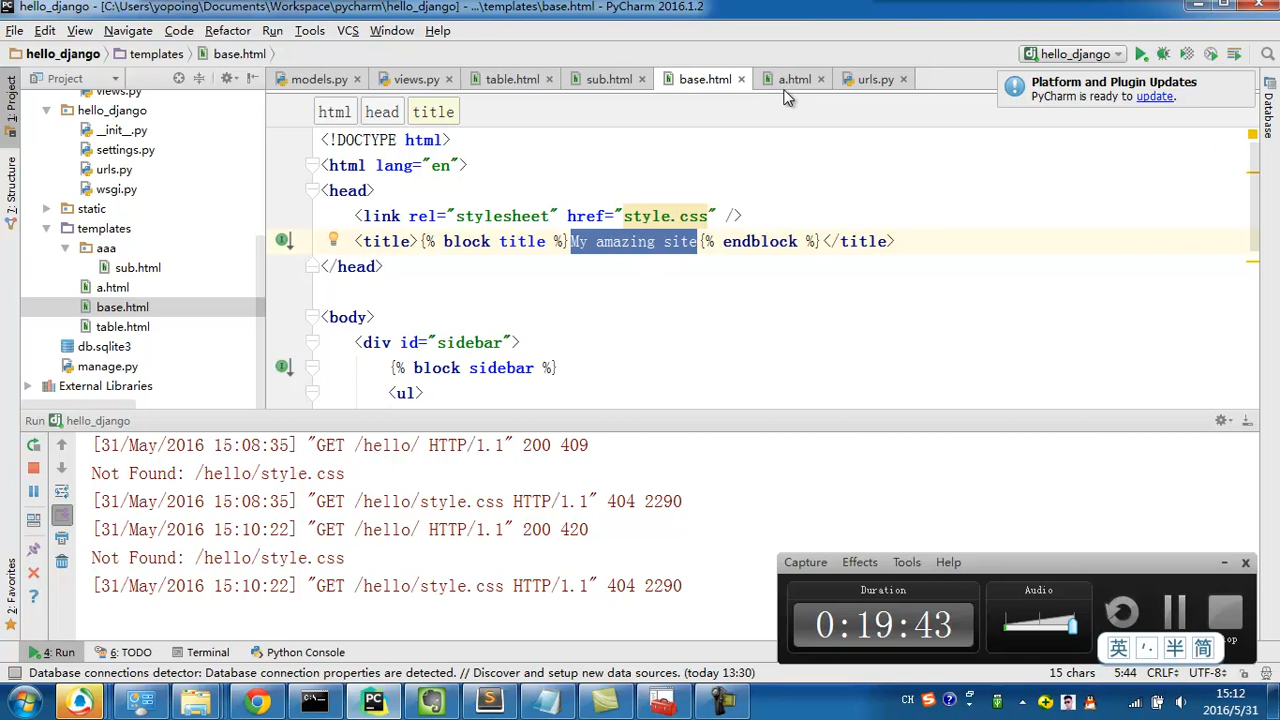 hello_django - [C:\Users\yopoing\Documents\Workspace\pycharm\hello_django] - ...\templates\base.html - PyCharm 2016.1.2
File Edit View Navigate Code Refactor Run Tools VCS Window Help
hello_django templates base.html
hello_django
Project
models.py views.py table.html sub.html base.html a.html urls.py
Platform and Plugin Updates
PyCharm is ready to update.
1: Project
7: Structure
2: Favorites
Database
views.py
hello_django
__init__.py
settings.py
urls.py
wsgi.py
static
templates
aaa
sub.html
a.html
base.html
table.html
db.sqlite3
manage.py
External Libraries
html head title
<!DOCTYPE html>
<html lang="en">
<head>
<link rel="stylesheet" href="style.css" />
<title>{% block title %}My amazing site{% endblock %}</title>
</head>
<body>
<div id="sidebar">
{% block sidebar %}
<ul>
Run hello_django
[31/May/2016 15:08:35] "GET /hello/ HTTP/1.1" 200 409
Not Found: /hello/style.css
[31/May/2016 15:08:35] "GET /hello/style.css HTTP/1.1" 404 2290
[31/May/2016 15:10:22] "GET /hello/ HTTP/1.1" 200 420
Not Found: /hello/style.css
[31/May/2016 15:10:22] "GET /hello/style.css HTTP/1.1" 404 2290
Capture Effects Tools Help
Duration
0:19:43
Audio
英 半 简
4: Run 6: TODO Terminal Python Console
Database connections detector: Database connection properties are detected. // Discover and setup new data sources. (today 13:30)
15 chars 5:44 CRLF UTF-8
CH
15:12
2016/5/31